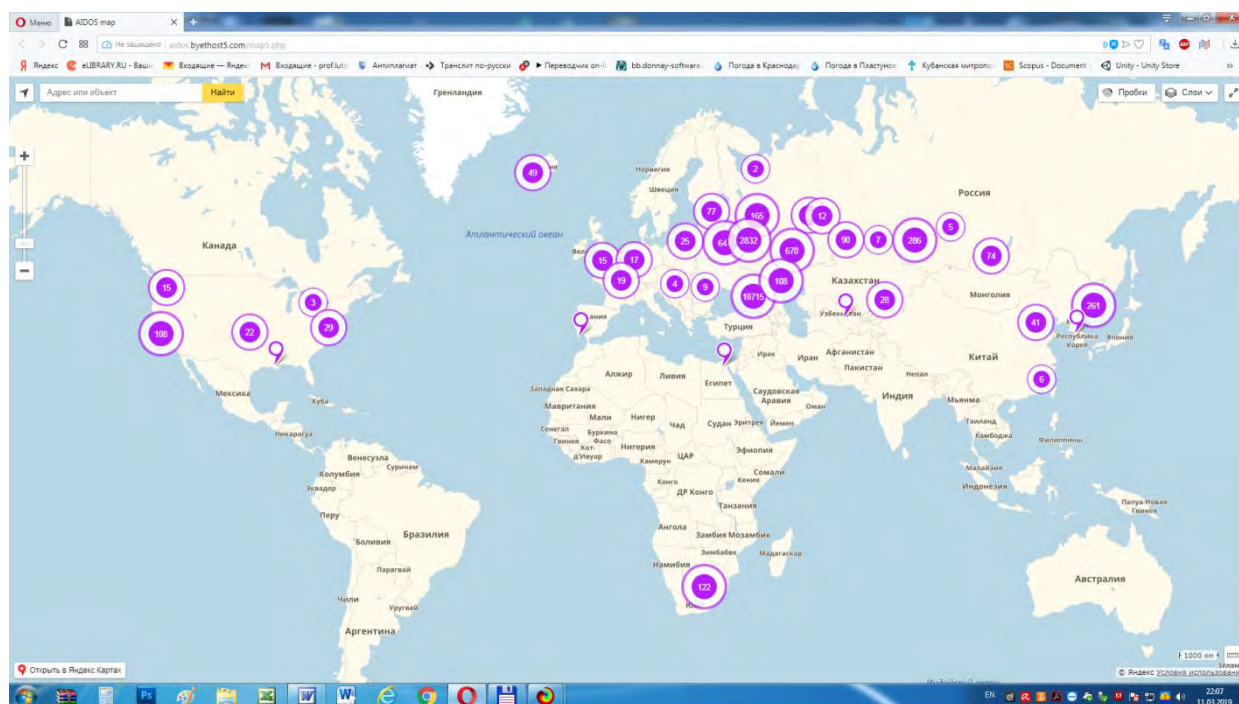 Меню AIDOS map
Не защищено aidos.byethost5.com/map5.php
Яндекс eLIBRARY.RU - Ваш Входящие — Яндекс Входящие - prof.lutz Антиплагиат Транслит по-русски Переводчик on-li bb.donnay-software Погода в Краснода Погода в Пластунов Кубанская митропо Scopus - Document Unity - Unity Store
Адрес или объект Найти
Гренландия
Пробки Слои
49
Норвегия
2
Швеция
Россия
77
165
12
5
Атлантический океан
25
64
2832
90
7
286
Канада
670
74
15
17
19
108
Казахстан
15
4
9
Монголия
3
10715
28
261
Узбекистан
29
22
108
41
Турция
Республика Корея
Япония
Ирак
Иран
Афганистан
Китай
Пакистан
6
Алжир
Ливия
Египет
Непал
Западная Сахара
Саудовская Аравия
Мексика
Куба
Индия
Мьянма
Мавритания
Оман
Мали
Нигер
Чад
Судан
Эритрея
Йемен
Таиланд
Сенегал
Буркина Фасо
Камбоджа
Филиппины
Никарагуа
Гвинея
Кот-д'Ивуар
Нигерия
ЦАР
Эфиопия
Венесуэла
Камерун
Суринам
Малайзия
Колумбия
Сомали
Конго
Кения
Эквадор
ДР Конго
Индонезия
Танзания
Папуа-Новая Гвинея
Перу
Ангола
Бразилия
Замбия
Мозамбик
Боливия
Зимбабве
Мадагаскар
Намибия
Парагвай
Австралия
122
Чили
Уругвай
Аргентина
1000 км
Открыть в Яндекс Картах
© Яндекс Условия использования
Индийский океан
EN
22:07
11.03.2019